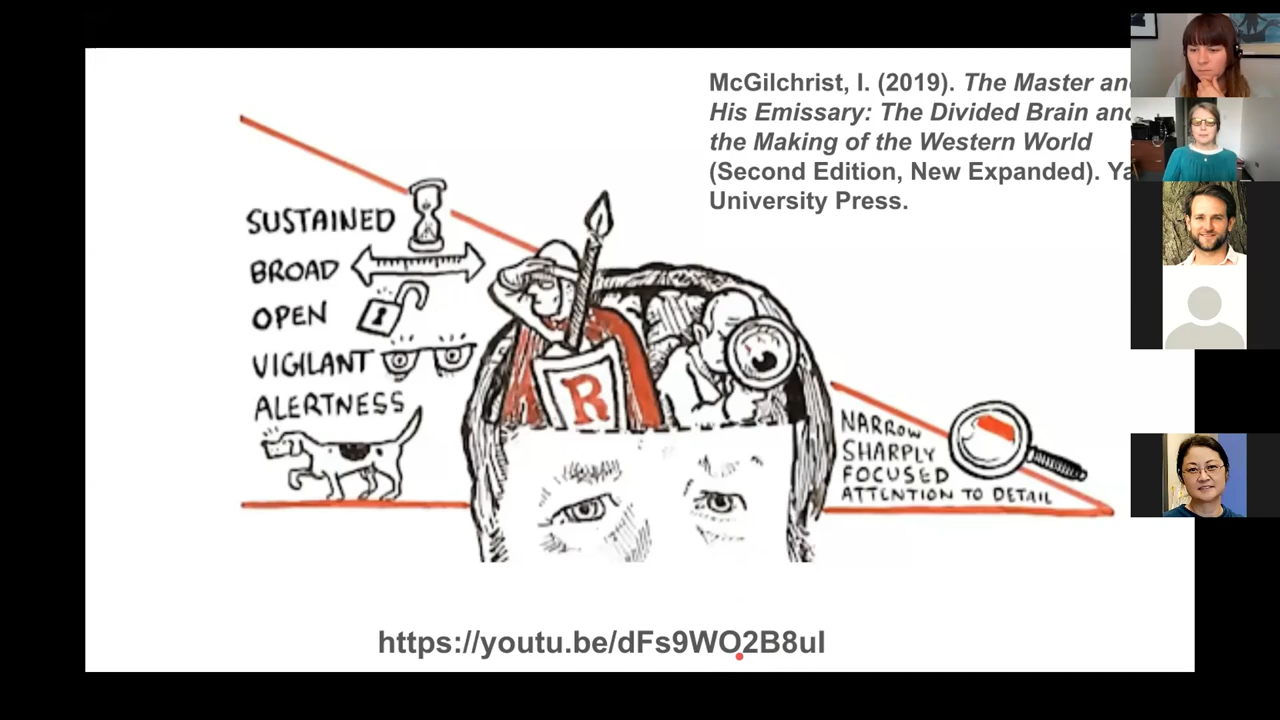 McGilchrist, I. (2019). The Master an
His Emissary: The Divided Brain and
the Making of the Western World
(Second Edition, New Expanded). Ya
University Press.
SUSTAINED
BROAD
OPEN
VIGILANT
ALERTNESS
R
NARROW
SHARPLY
FOCUSED
ATTENTION TO DETAIL
https://youtu.be/dFs9WO2B8uI